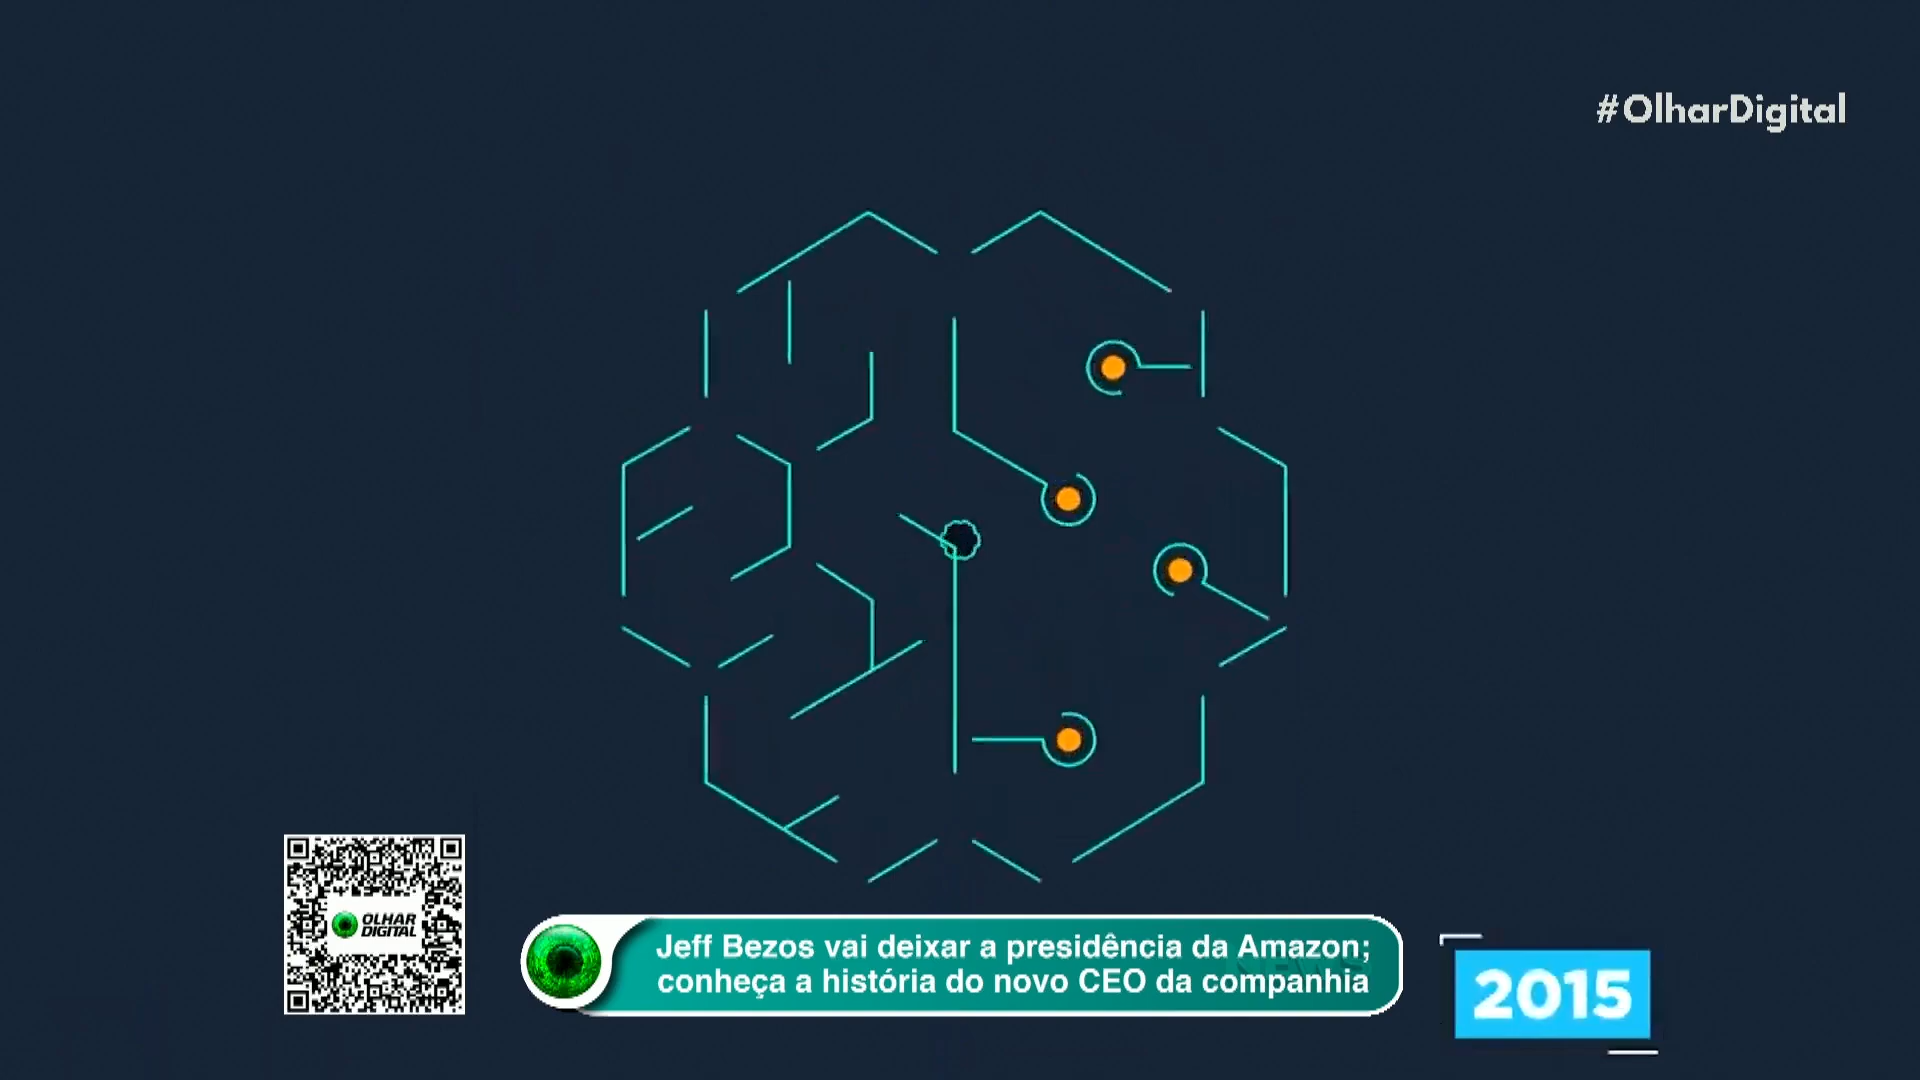 #OlharDigital
OLHAR
DIGITAL
Jeff Bezos vai deixar a presidência da Amazon;
conheça a história do novo CEO da companhia
2015